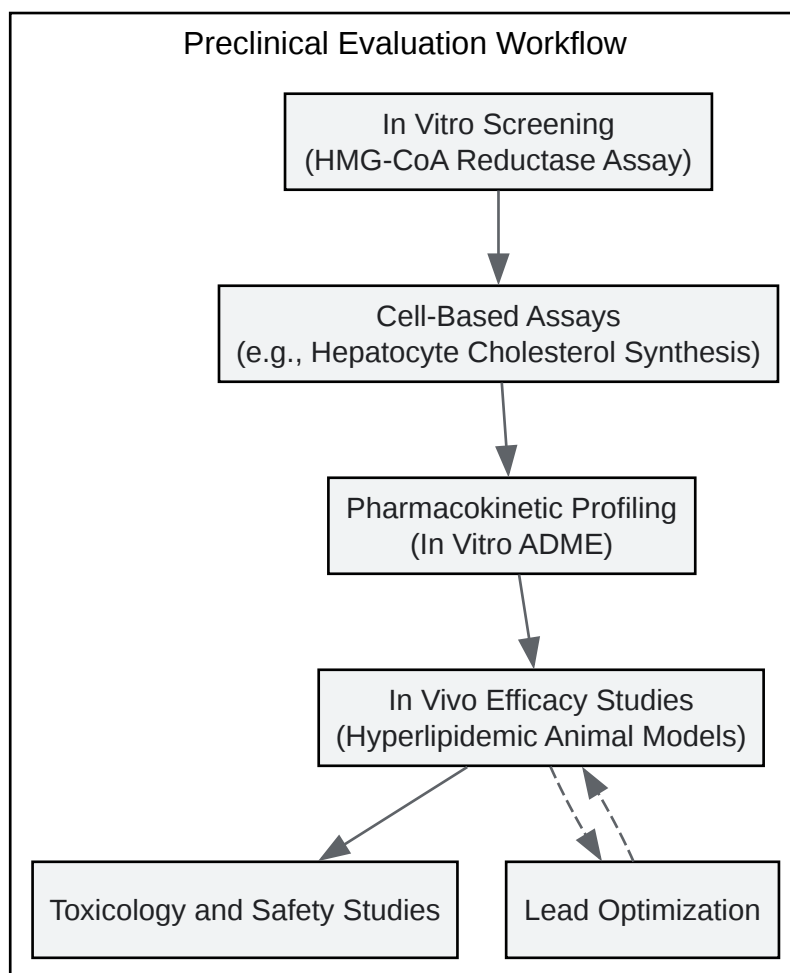 Preclinical Evaluation Workflow
In Vitro Screening
(HMG-CoA Reductase Assay)
Cell-Based Assays
(e.g., Hepatocyte Cholesterol Synthesis)
Pharmacokinetic Profiling
(In Vitro ADME)
In Vivo Efficacy Studies
(Hyperlipidemic Animal Models)
Toxicology and Safety Studies
Lead Optimization